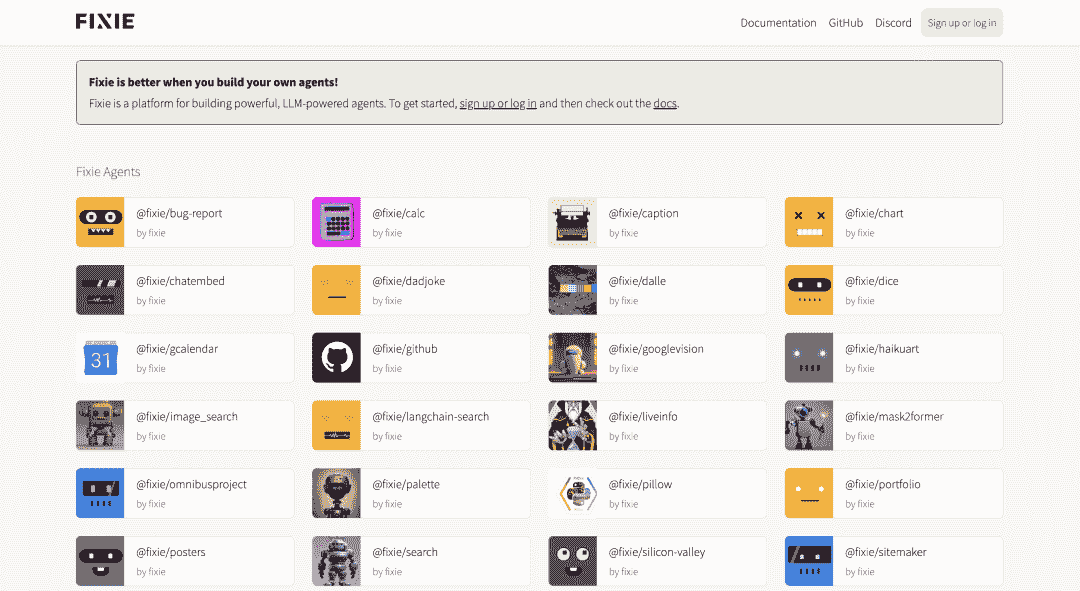 FIXIE
Documentation GitHub Discord Sign up or log in
Fixie is better when you build your own agents!
Fixie is a platform for building powerful, LLM-powered agents. To get started, sign up or log in and then check out the docs.
Fixie Agents
@fixie/bug-report
by fixie
@fixie/calc
by fixie
@fixie/caption
by fixie
@fixie/chart
by fixie
@fixie/chatembed
by fixie
@fixie/dadjoke
by fixie
@fixie/dalle
by fixie
@fixie/dice
by fixie
31
@fixie/gcalendar
by fixie
@fixie/github
by fixie
@fixie/googlevision
by fixie
@fixie/haikuart
by fixie
@fixie/image_search
by fixie
@fixie/langchain-search
by fixie
@fixie/liveinfo
by fixie
@fixie/mask2former
by fixie
@fixie/omnibusproject
by fixie
@fixie/palette
by fixie
@fixie/pillow
by fixie
@fixie/portfolio
by fixie
@fixie/posters
by fixie
@fixie/search
by fixie
@fixie/silicon-valley
by fixie
@fixie/sitemaker
by fixie